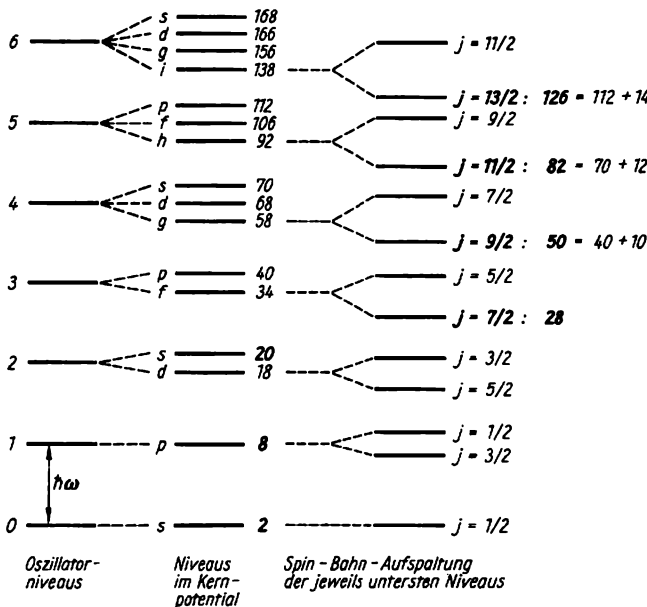 s 168
d 166
6 g 156 j = 11/2
i 138
j = 13/2 : 126 = 112 + 14
p 112
5 f 106 j = 9/2
h 92
j = 11/2 : 82 = 70 + 12
s 70
4 d 68 j = 7/2
g 58
j = 9/2 : 50 = 40 + 10
p 40 j = 5/2
3 f 34
j = 7/2 : 28
s 20 j = 3/2
2 d 18
j = 5/2
j = 1/2
1 p 8
j = 3/2
ħω
0 s 2 j = 1/2
Oszillator- Niveaus Spin-Bahn-Aufspaltung
niveaus im Kern- der jeweils untersten Niveaus
potential